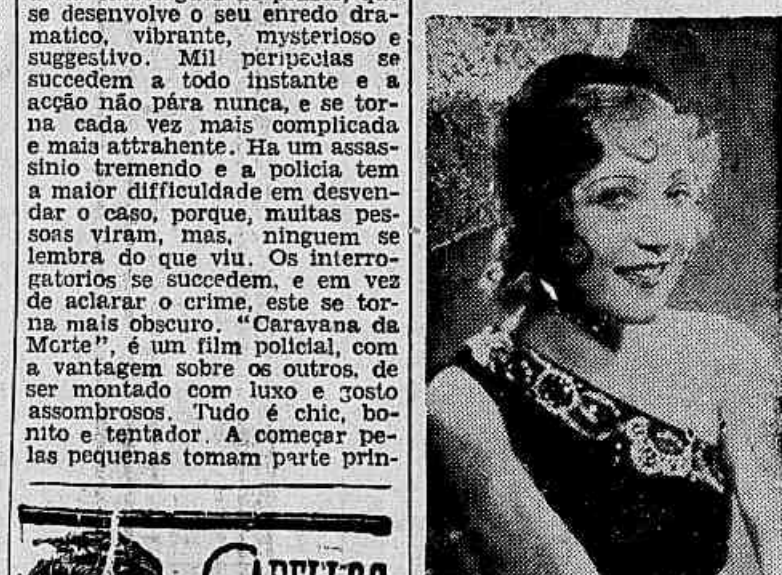 se desenvolve o seu enredo dra-
matico, vibrante, mysterioso e
suggestivo. Mil peripecias se
succedem a todo instante e a
acção não pára nunca, e se tor-
na cada vez mais complicada
e mais attrahente. Ha um assas-
sinio tremendo e a policia tem
a maior difficuldade em desven-
dar o caso, porque, muitas pes-
soas viram, mas, ninguem se
lembra do que viu. Os interro-
gatorios se succedem, e em vez
de aclarar o crime, este se tor-
na mais obscuro. "Caravana da
Morte", é um film policial, com
a vantagem sobre os outros, de
ser montado com luxo e gosto
assombrosos. Tudo é chic, bo-
nito e tentador. A começar pe-
las pequenas tomam parte prin-
CABELLOS